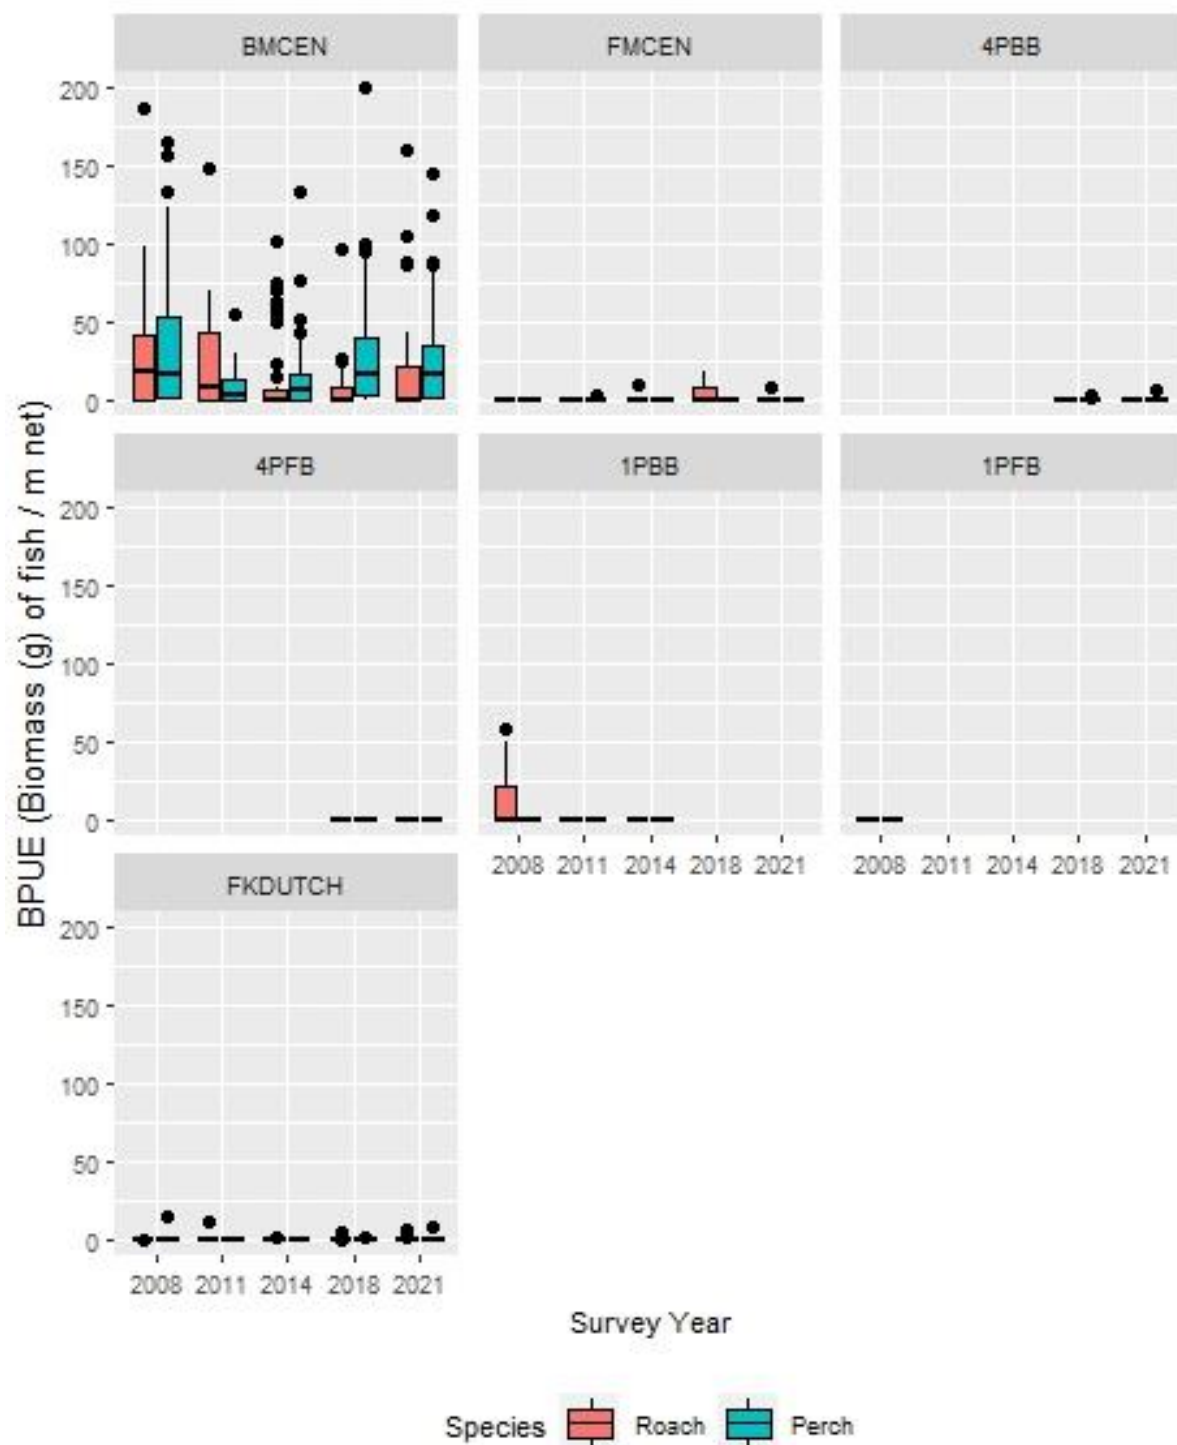 BMCEN FMCEN 4PBB
200
150
100
50
0
4PFB 1PBB 1PFB
200
150
100
50
0
2008 2011 2014 2018 2021 2008 2011 2014 2018 2021
FKDUTCH
200
150
100
50
0
2008 2011 2014 2018 2021
BPUE (Biomass (g) of fish / m net)
Survey Year
Species Roach Perch